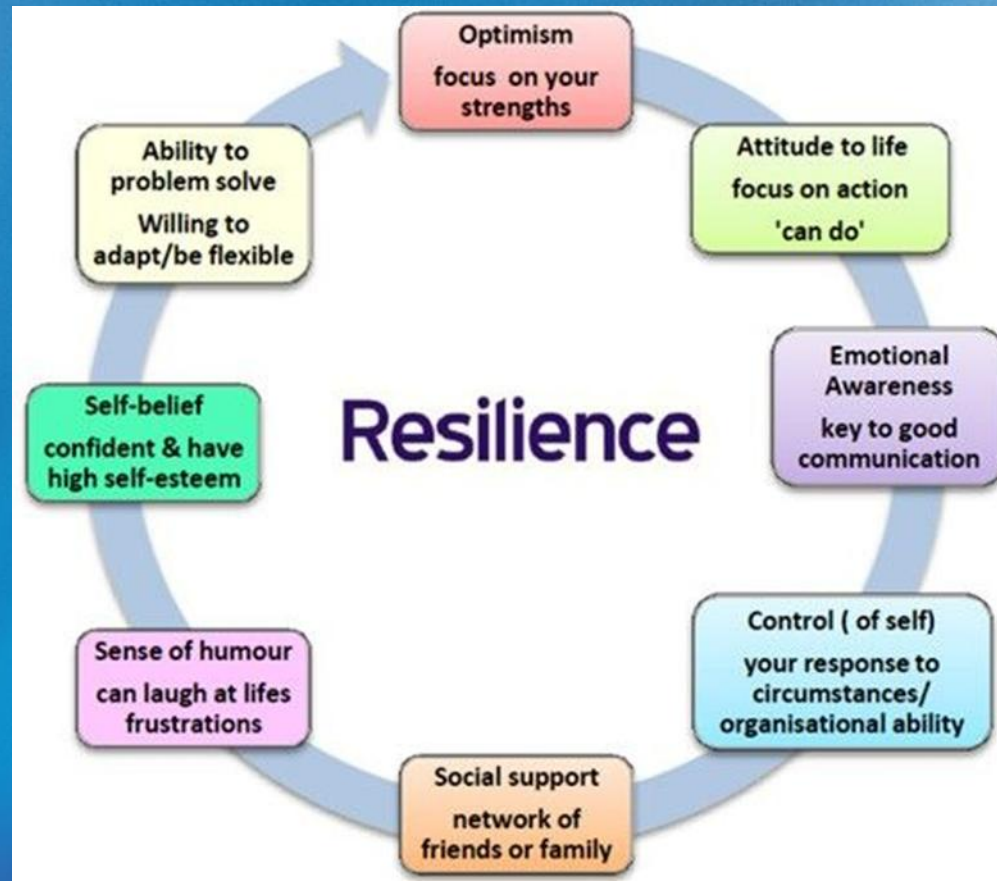 Optimism
focus on your
strengths
Attitude to life
focus on action
'can do'
Emotional
Awareness
key to good
communication
Control ( of self)
your response to
circumstances/
organisational ability
Social support
network of
friends or family
Sense of humour
can laugh at lifes
frustrations
Self-belief
confident & have
high self-esteem
Ability to
problem solve
Willing to
adapt/be flexible
Resilience